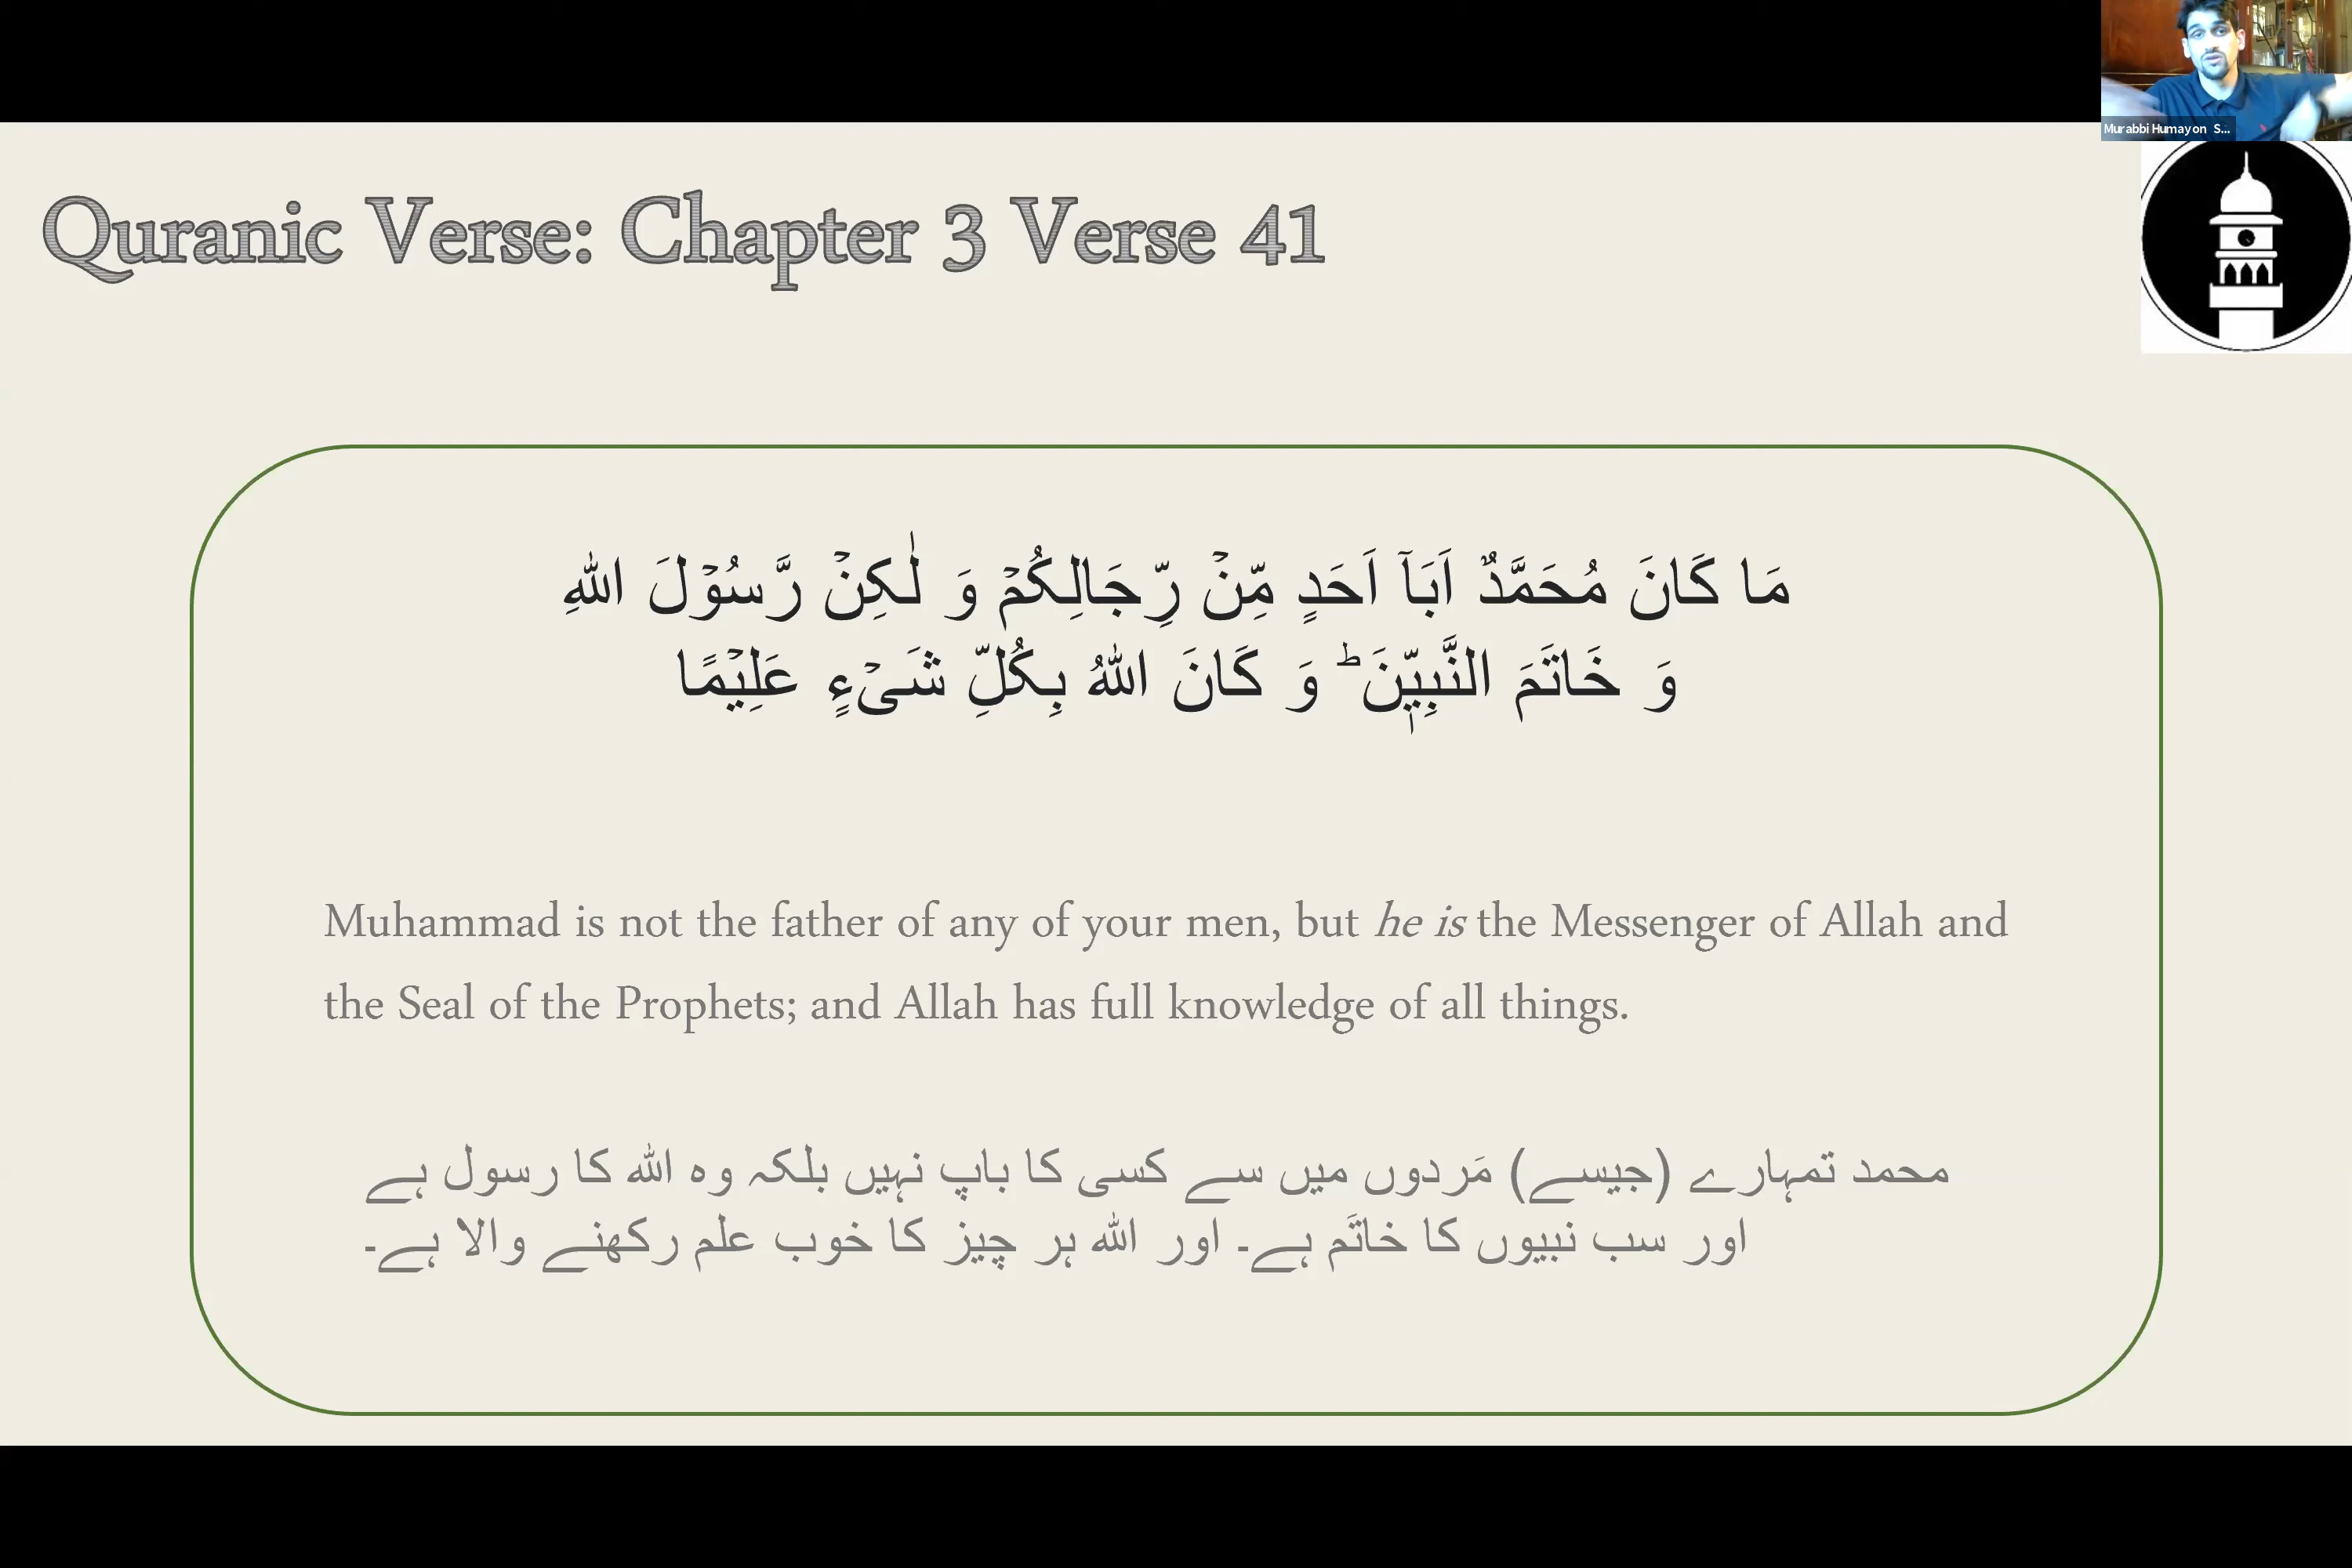 Murabbi Humayon S...
Quranic Verse: Chapter 3 Verse 41
مَا كَانَ مُحَمَّدٌ اَبَآ اَحَدٍ مِّنۡ رِّجَالِكُمۡ وَ لٰكِنۡ رَّسُوۡلَ اللّٰهِ
وَ خَاتَمَ النَّبِيّٖنَ ؕ وَ كَانَ اللّٰهُ بِكُلِّ شَىۡءٍ عَلِيۡمًا
Muhammad is not the father of any of your men, but he is the Messenger of Allah and
the Seal of the Prophets; and Allah has full knowledge of all things.
محمد تمہارے (جیسے) مَردوں میں سے کسی کا باپ نہیں بلکہ وہ اللہ کا رسول ہے
اور سب نبیوں کا خاتَم ہے۔ اور اللہ ہر چیز کا خوب علم رکھنے والا ہے۔